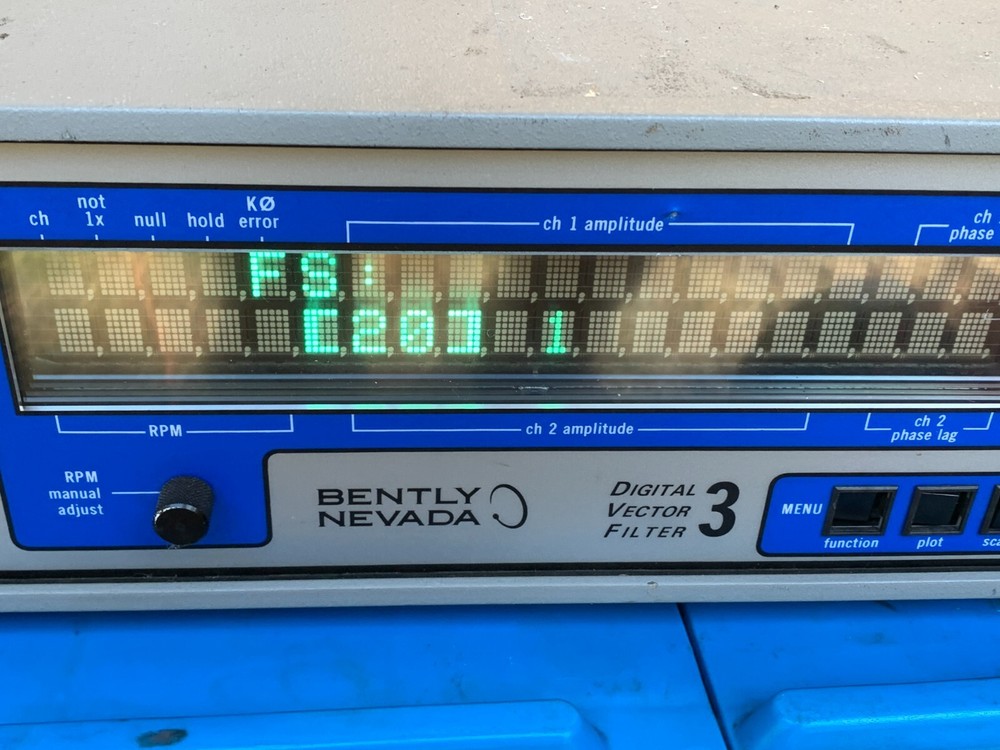 ch
not
1x
null
hold
KØ
error
ch 1 amplitude
ch
phase
FS:
[20] 1
RPM
ch 2 amplitude
ch 2
phase lag
RPM
manual
adjust
BENTLY
NEVADA
DIGITAL
VECTOR
FILTER
3
MENU
function
plot